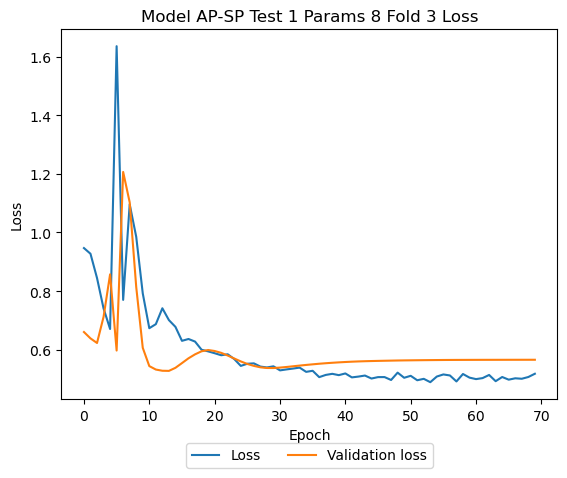 Model AP-SP Test 1 Params 8 Fold 3 Loss
1.6
1.4
1.2
1.0
0.8
0.6
Loss
0 10 20 30 40 50 60 70
Epoch
Loss Validation loss